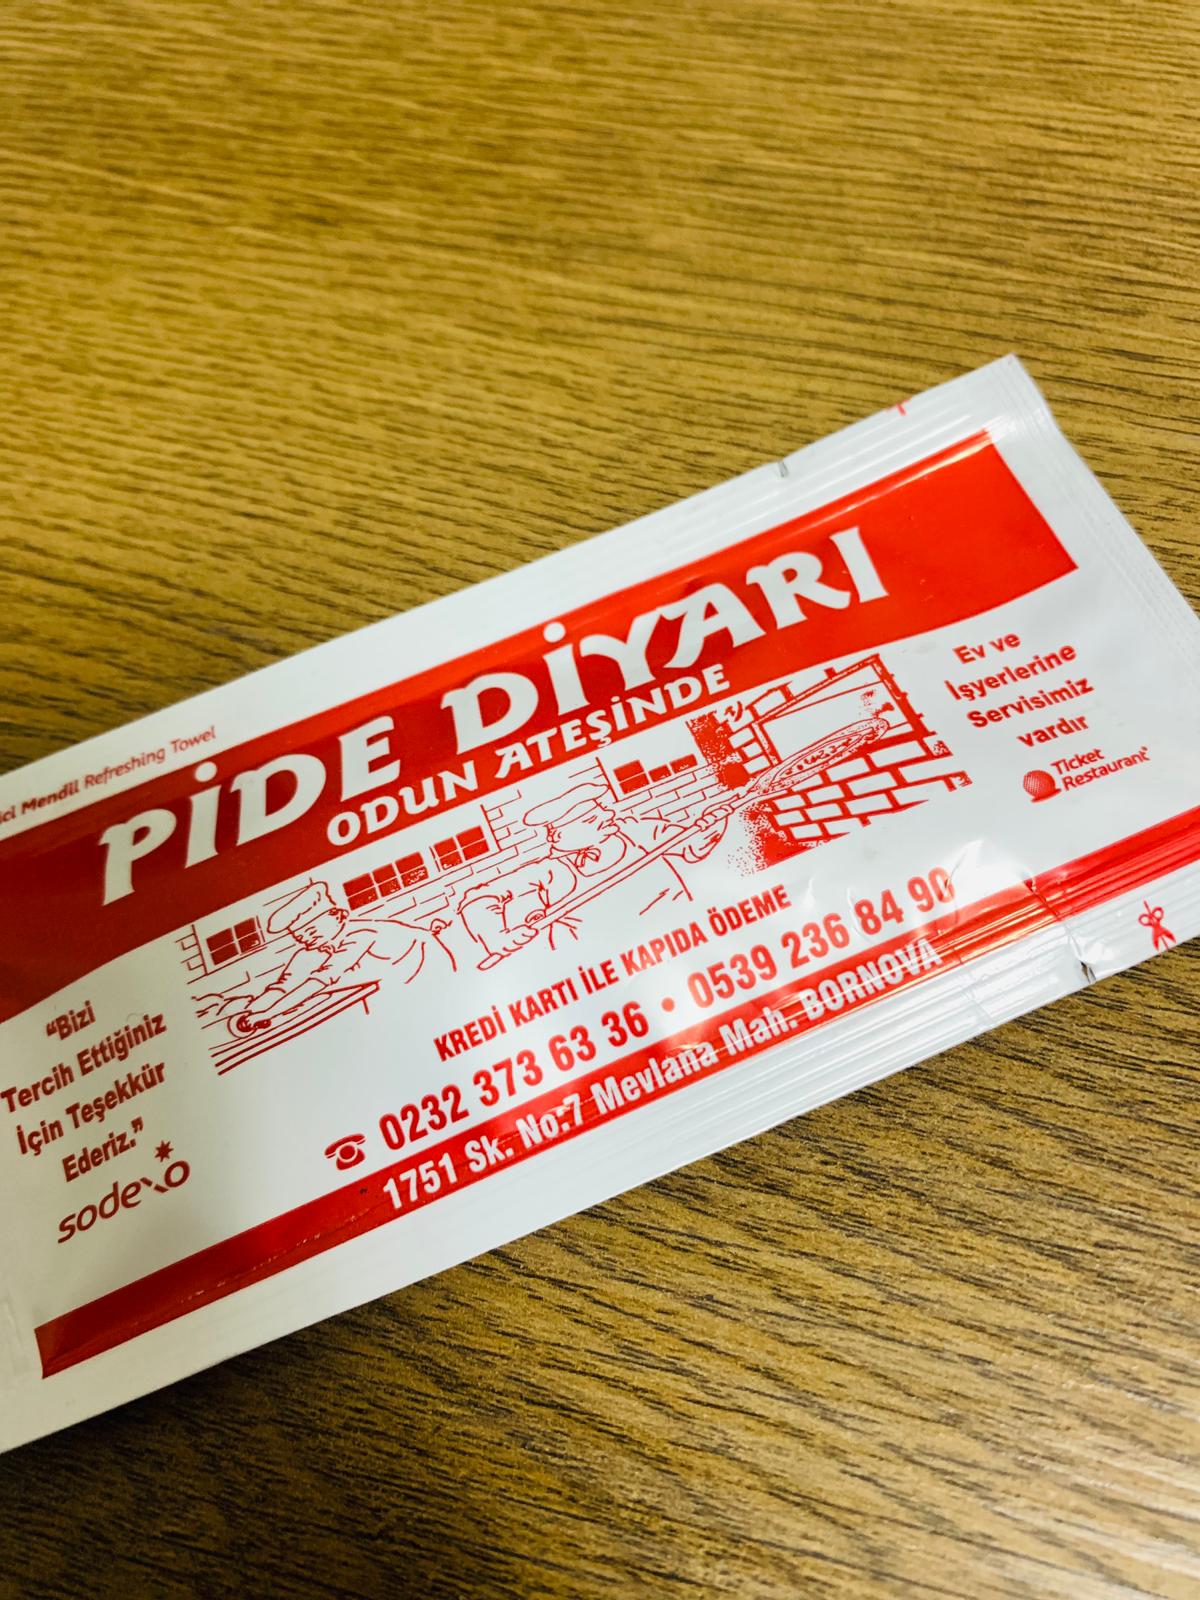 Mendil Refreshing Towel
PİDE DİYARI
ODUN ATEŞİNDE
"Bizi
Tercih Ettiğiniz
İçin Teşekkür
Ederiz."
sodexo
Ev ve
İşyerlerine
Servisimiz
vardır
Ticket
Restaurant
KREDİ KARTI İLE KAPIDA ÖDEME
0232 373 63 36 • 0539 236 84 90
1751 Sk. No:7 Mevlana Mah. BORNOVA